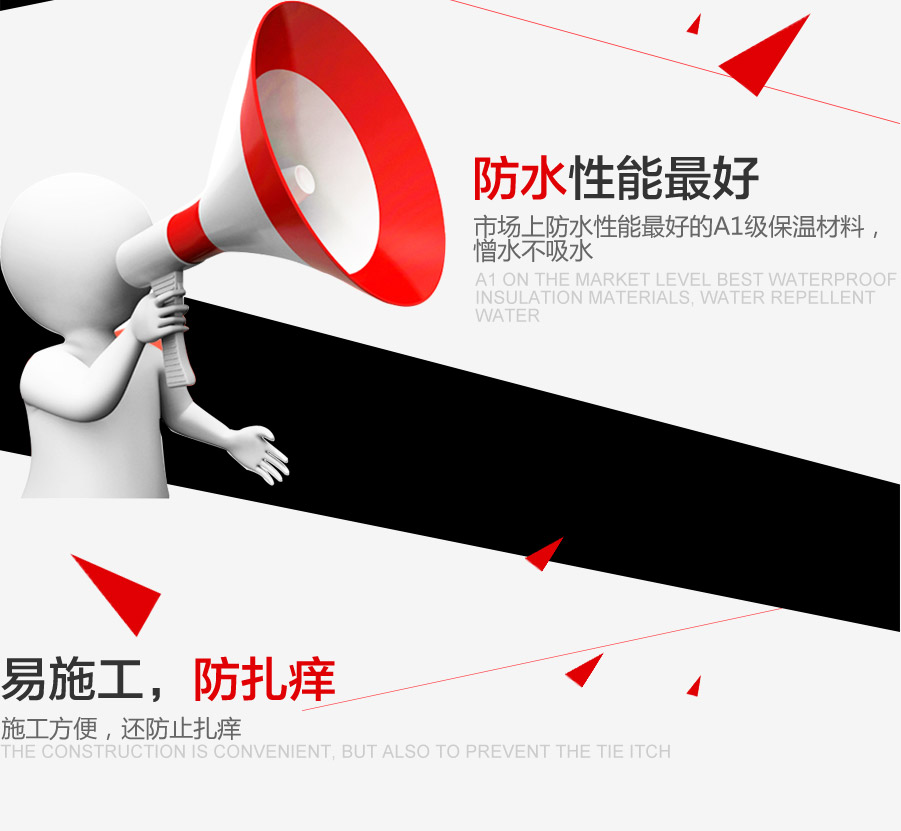 防水性能最好
市场上防水性能最好的A1级保温材料，
憎水不吸水
A1 ON THE MARKET LEVEL BEST WATERPROOF
INSULATION MATERIALS, WATER REPELLENT
WATER
易施工，防扎痒
施工方便，还防止扎痒
THE CONSTRUCTION IS CONVENIENT, BUT ALSO TO PREVENT THE TIE ITCH